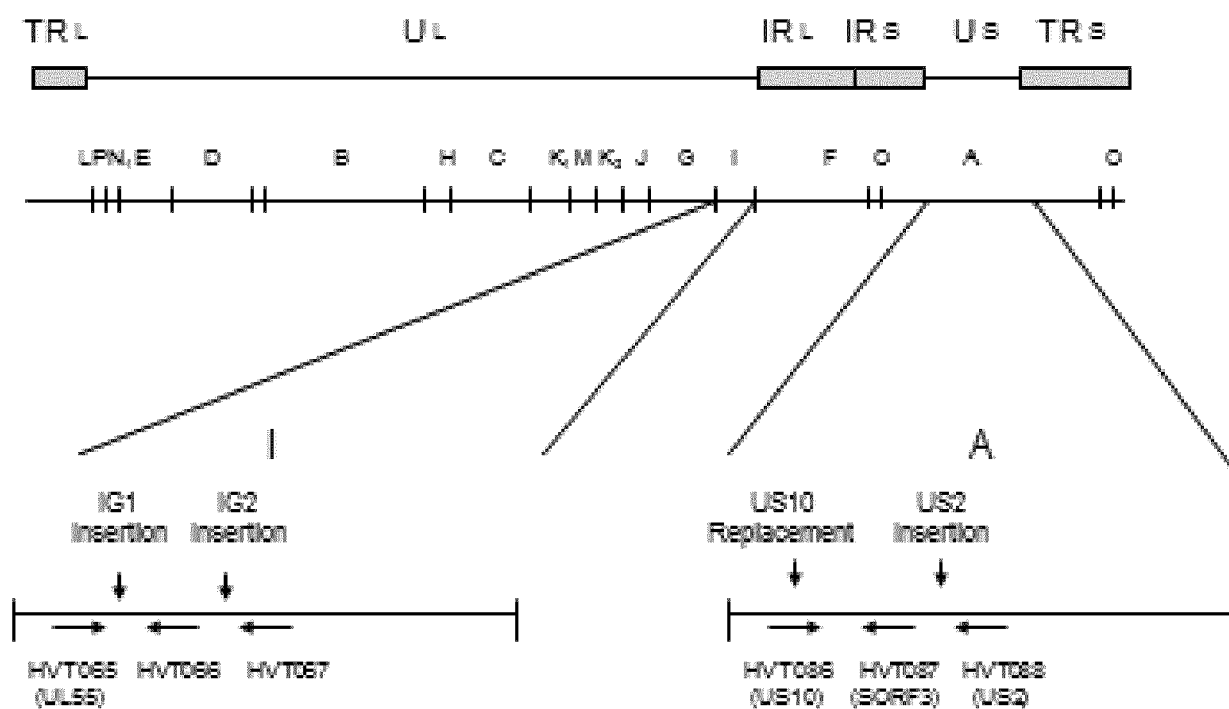 TRL UL IRL IRS US TRS
LPN₁E D B H C K₁ M K₂ J G I F O A O
I A
IG1 IG2 US10 US2
Insertion Insertion Replacement Insertion
HVT065 HVT066 HVT067 HVT086 HVT087 HVT088
(UL55) (US10) (SORF3) (US2)